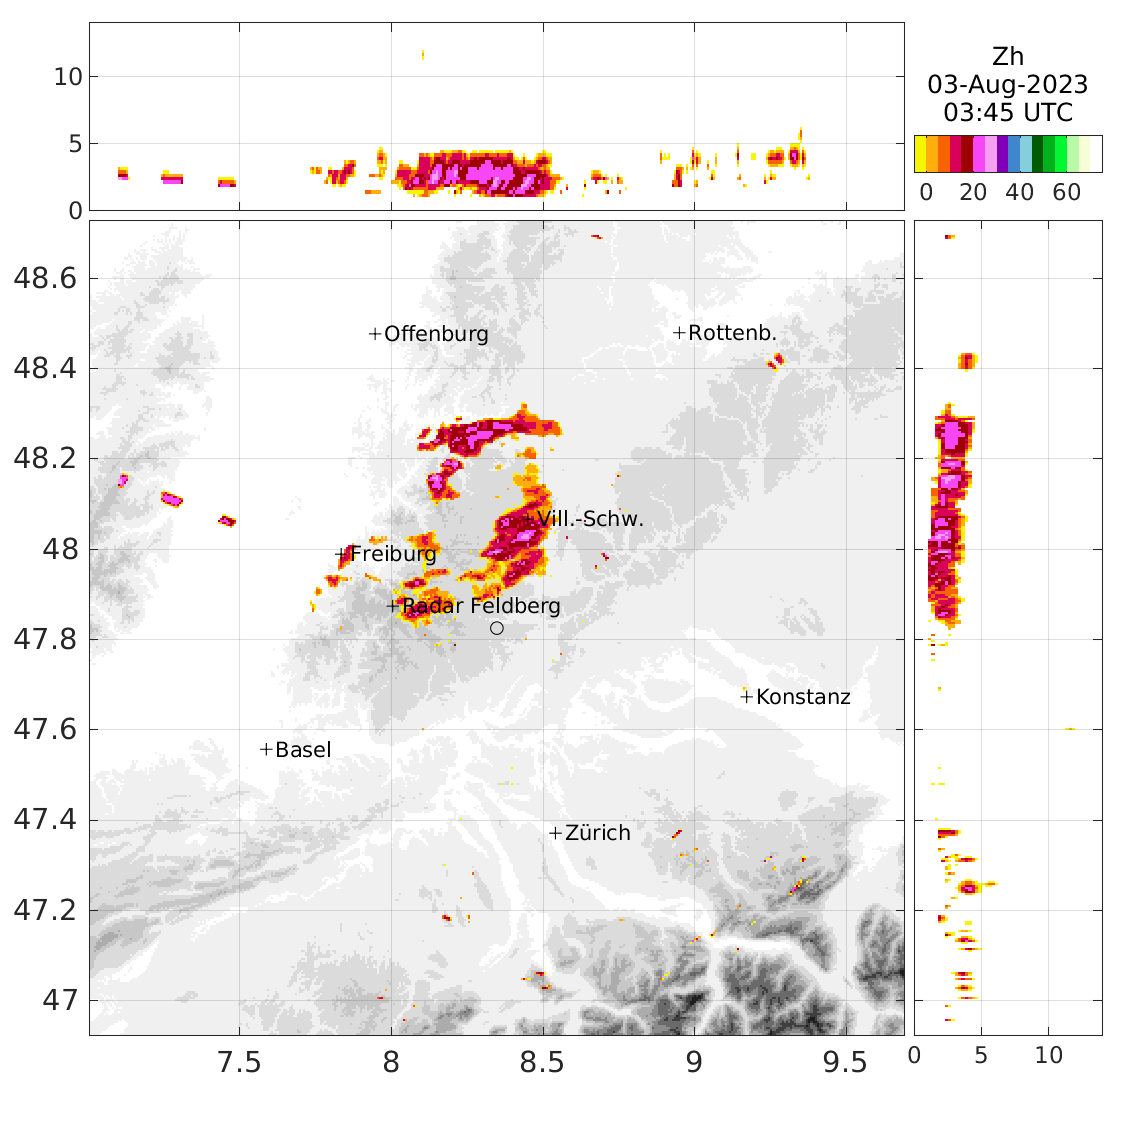 10
5
0
Zh
03-Aug-2023
03:45 UTC
0 20 40 60
48.6
48.4
48.2
48
47.8
47.6
47.4
47.2
47
Offenburg
Rottenb.
Vill.-Schw.
Freiburg
Radar Feldberg
Konstanz
Basel
Zürich
7.5 8 8.5 9 9.5
0 5 10